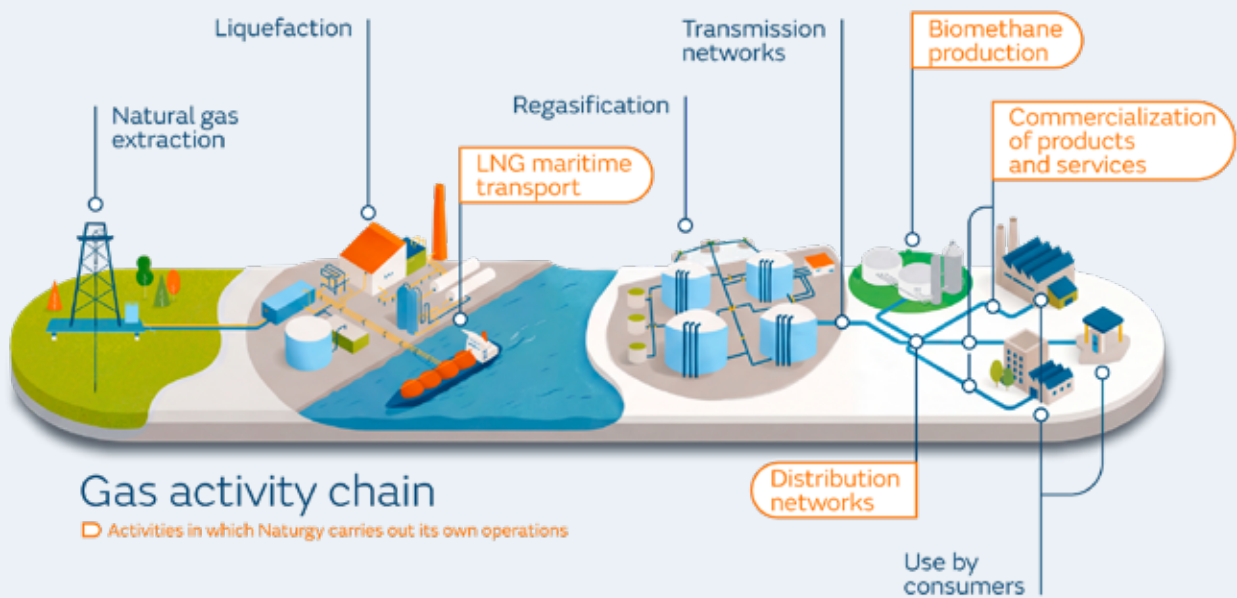 Liquefaction
Transmission
networks
Biomethane
production
Natural gas
extraction
Regasification
Commercialization
of products
and services
LNG maritime
transport
Gas activity chain
Activities in which Naturgy carries out its own operations
Distribution
networks
Use by
consumers